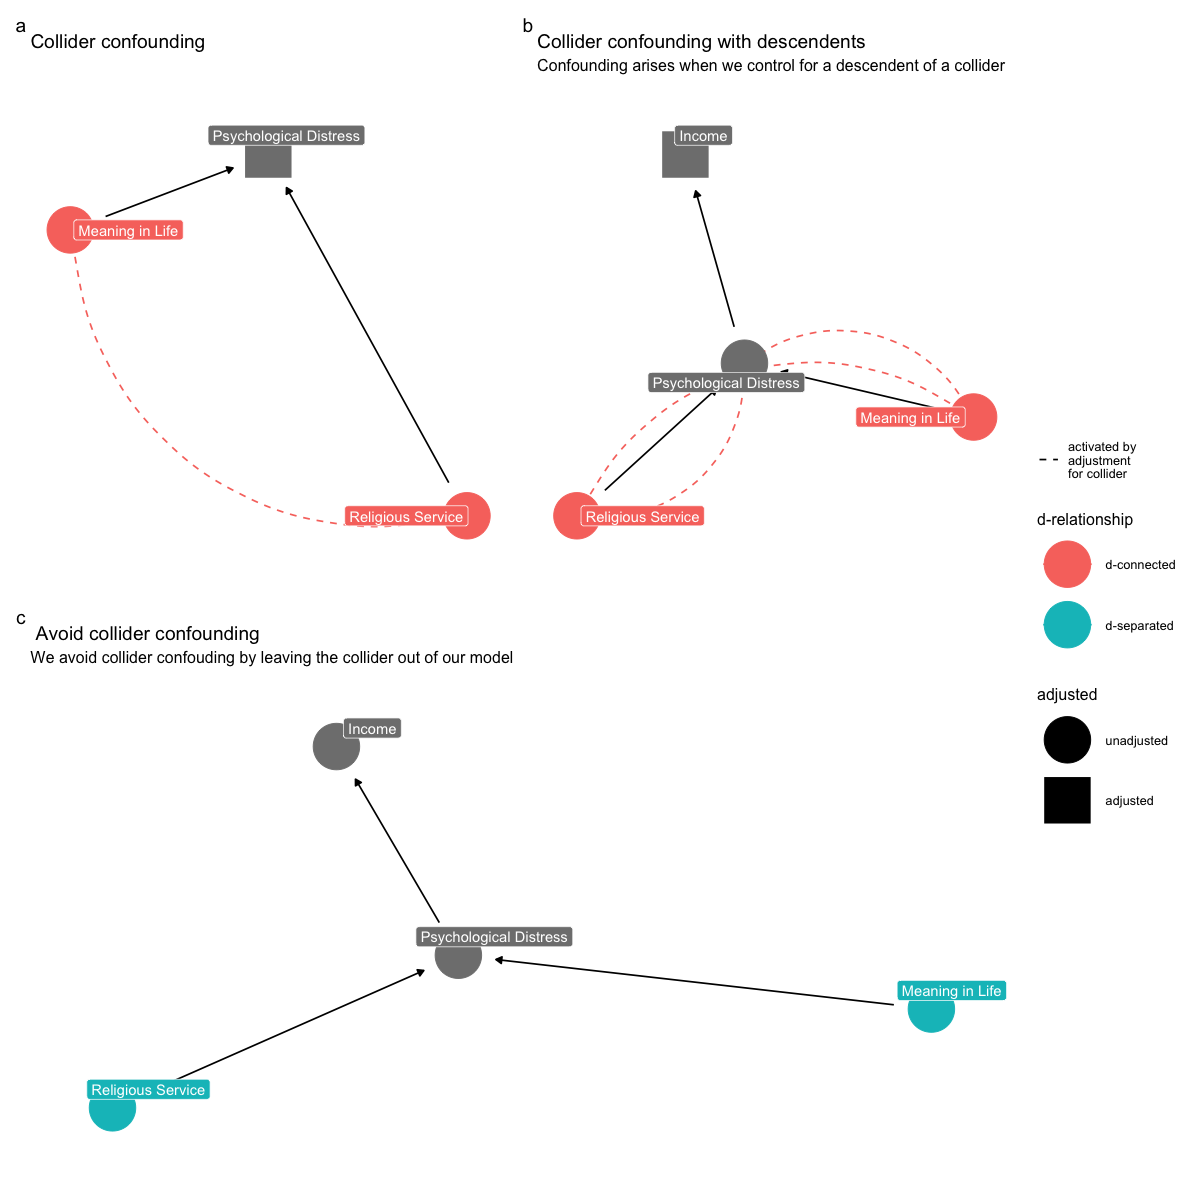 a
Collider confounding
Psychological Distress
Meaning in Life
Religious Service
b
Collider confounding with descendents
Confounding arises when we control for a descendent of a collider
Income
Psychological Distress
Meaning in Life
Religious Service
activated by
adjustment
for collider
d-relationship
d-connected
d-separated
adjusted
unadjusted
adjusted
c
Avoid collider confounding
We avoid collider confouding by leaving the collider out of our model
Income
Psychological Distress
Meaning in Life
Religious Service